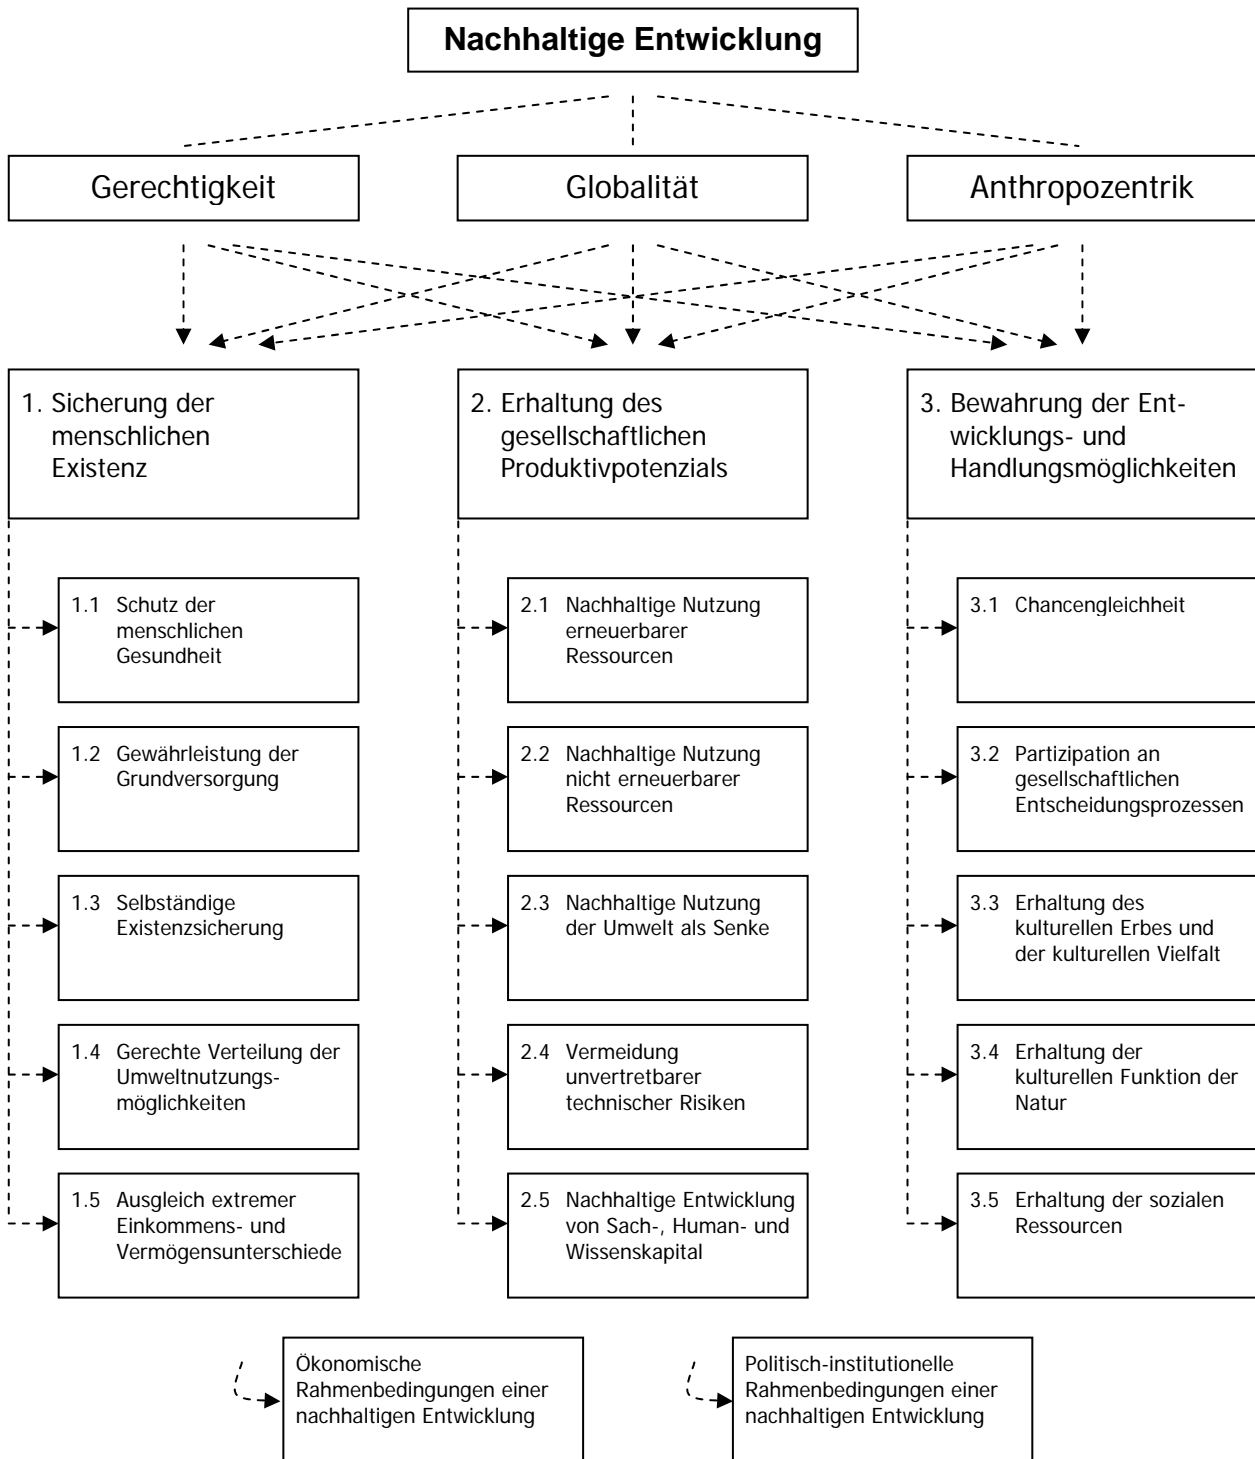 Nachhaltige Entwicklung
Gerechtigkeit
Globalität
Anthropozentrik
1. Sicherung der
menschlichen
Existenz
2. Erhaltung des
gesellschaftlichen
Produktivpotenzials
3. Bewahrung der Ent-
wicklungs- und
Handlungsmöglichkeiten
1.1 Schutz der
menschlichen
Gesundheit
2.1 Nachhaltige Nutzung
erneuerbarer
Ressourcen
3.1 Chancengleichheit
1.2 Gewährleistung der
Grundversorgung
2.2 Nachhaltige Nutzung
nicht erneuerbarer
Ressourcen
3.2 Partizipation an
gesellschaftlichen
Entscheidungsprozessen
1.3 Selbständige
Existenzsicherung
2.3 Nachhaltige Nutzung
der Umwelt als Senke
3.3 Erhaltung des
kulturellen Erbes und
der kulturellen Vielfalt
1.4 Gerechte Verteilung der
Umweltnutzungs-
möglichkeiten
2.4 Vermeidung
unvertretbarer
technischer Risiken
3.4 Erhaltung der
kulturellen Funktion der
Natur
1.5 Ausgleich extremer
Einkommens- und
Vermögensunterschiede
2.5 Nachhaltige Entwicklung
von Sach-, Human- und
Wissenskapital
3.5 Erhaltung der sozialen
Ressourcen
Ökonomische
Rahmenbedingungen einer
nachhaltigen Entwicklung
Politisch-institutionelle
Rahmenbedingungen einer
nachhaltigen Entwicklung